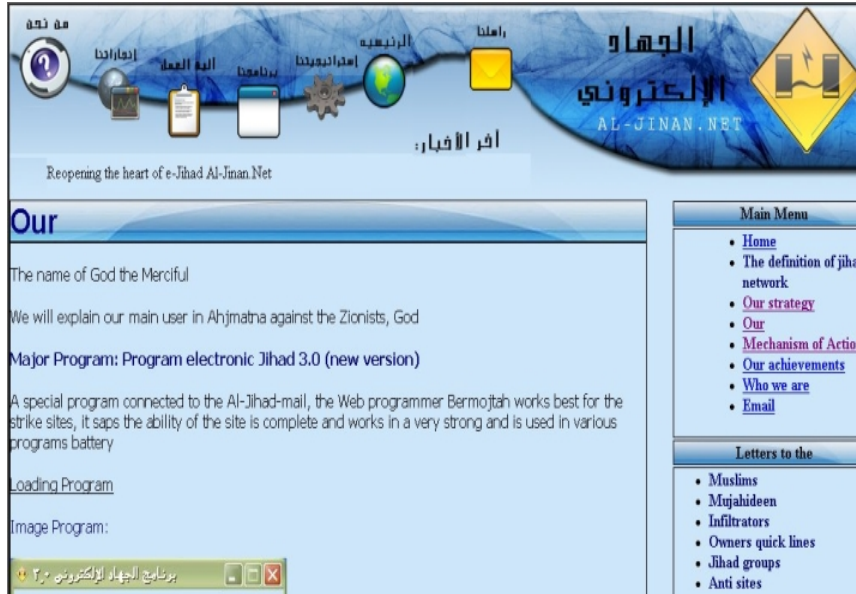 من نحن
إنجازاتنا
آلية العمل
برنامجنا
إستراتيجيتنا
الرئيسية
راسلنا
الجهاد
الإلكتروني
AL-JINAN.NET
آخر الأخبار:
Reopening the heart of e-Jihad Al-Jinan.Net
Our
The name of God the Merciful
We will explain our main user in Ahjmatna against the Zionists, God
Major Program: Program electronic Jihad 3.0 (new version)
A special program connected to the Al-Jihad-mail, the Web programmer Bermojtah works best for the
strike sites, it saps the ability of the site is complete and works in a very strong and is used in various
programs battery
Loading Program
Image Program:
برنامج الجهاد الإلكتروني ٣.٠
Main Menu
Home
The definition of jiha
network
Our strategy
Our
Mechanism of Actio
Our achievements
Who we are
Email
Letters to the
Muslims
Mujahideen
Infiltrators
Owners quick lines
Jihad groups
Anti sites